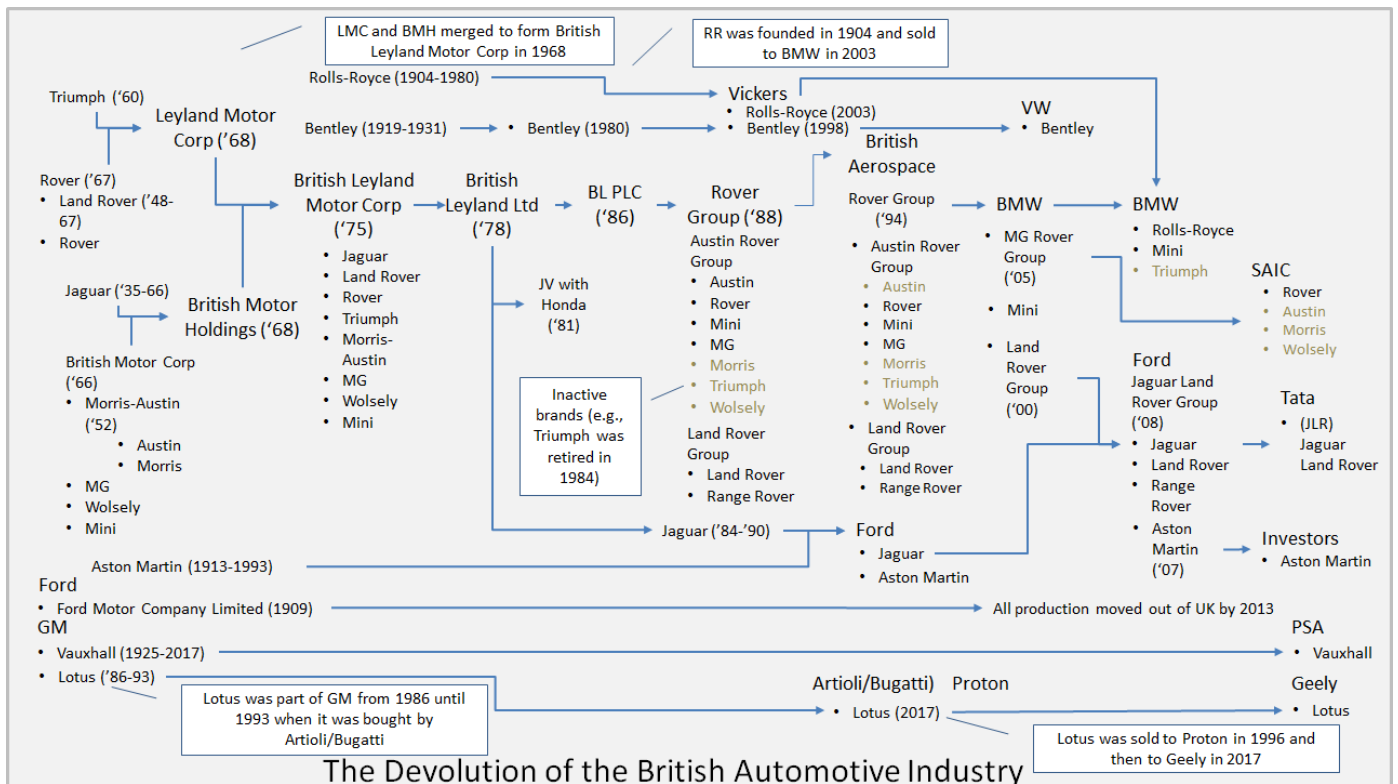 LMC and BMH merged to form British
Leyland Motor Corp in 1968
RR was founded in 1904 and sold
to BMW in 2003
Rolls-Royce (1904-1980)
Triumph (‘60)
Leyland Motor
Corp (‘68)
Vickers
• Rolls-Royce (2003)
• Bentley (1998)
VW
• Bentley
Bentley (1919-1931)
• Bentley (1980)
British
Aerospace
Rover (’67)
• Land Rover (’48-
67)
• Rover
British Leyland
Motor Corp
(‘75)
• Jaguar
• Land Rover
• Rover
• Triumph
• Morris-
Austin
• MG
• Wolsely
• Mini
British
Leyland Ltd
(‘78)
BL PLC
(‘86)
Rover
Group (‘88)
Austin Rover
Group
• Austin
• Rover
• Mini
• MG
• Morris
• Triumph
• Wolsely
Land Rover
Group
• Land Rover
• Range Rover
Rover Group
(‘94)
• Austin Rover
Group
• Austin
• Rover
• Mini
• MG
• Morris
• Triumph
• Wolsely
• Land Rover
Group
• Land Rover
• Range Rover
BMW
• MG Rover
Group
(‘05)
• Mini
• Land
Rover
Group
(‘00)
BMW
• Rolls-Royce
• Mini
• Triumph
SAIC
• Rover
• Austin
• Morris
• Wolsely
Jaguar (‘35-66)
British Motor
Holdings (‘68)
JV with
Honda
(‘81)
British Motor Corp
(‘66)
• Morris-Austin
(‘52)
• Austin
• Morris
• MG
• Wolsely
• Mini
Inactive
brands (e.g.,
Triumph was
retired in
1984)
Ford
Jaguar Land
Rover Group
(‘08)
• Jaguar
• Land Rover
• Range
Rover
• Aston
Martin
(‘07)
Tata
• (JLR)
Jaguar
Land Rover
Jaguar (’84-’90)
Ford
• Jaguar
• Aston Martin
Investors
• Aston Martin
Aston Martin (1913-1993)
Ford
• Ford Motor Company Limited (1909)
All production moved out of UK by 2013
GM
• Vauxhall (1925-2017)
• Lotus (’86-93)
PSA
• Vauxhall
Lotus was part of GM from 1986 until
1993 when it was bought by
Artioli/Bugatti
Artioli/Bugatti) Proton
• Lotus (2017)
Geely
• Lotus
Lotus was sold to Proton in 1996 and
then to Geely in 2017
The Devolution of the British Automotive Industry